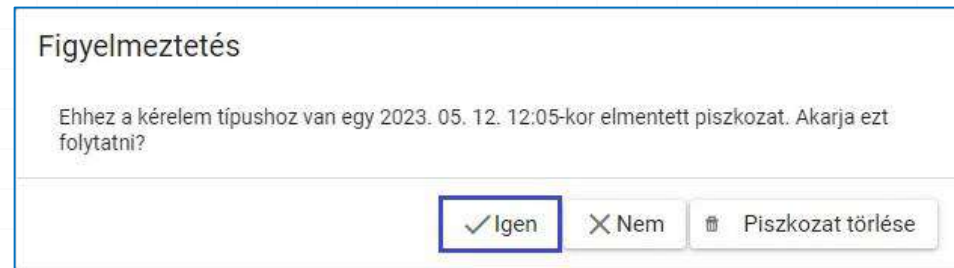 Figyelmeztetés
Ehhez a kérelem típushoz van egy 2023. 05. 12. 12:05-kor elmentett piszkozat. Akarja ezt
folytatni?
Igen Nem Piszkozat törlése